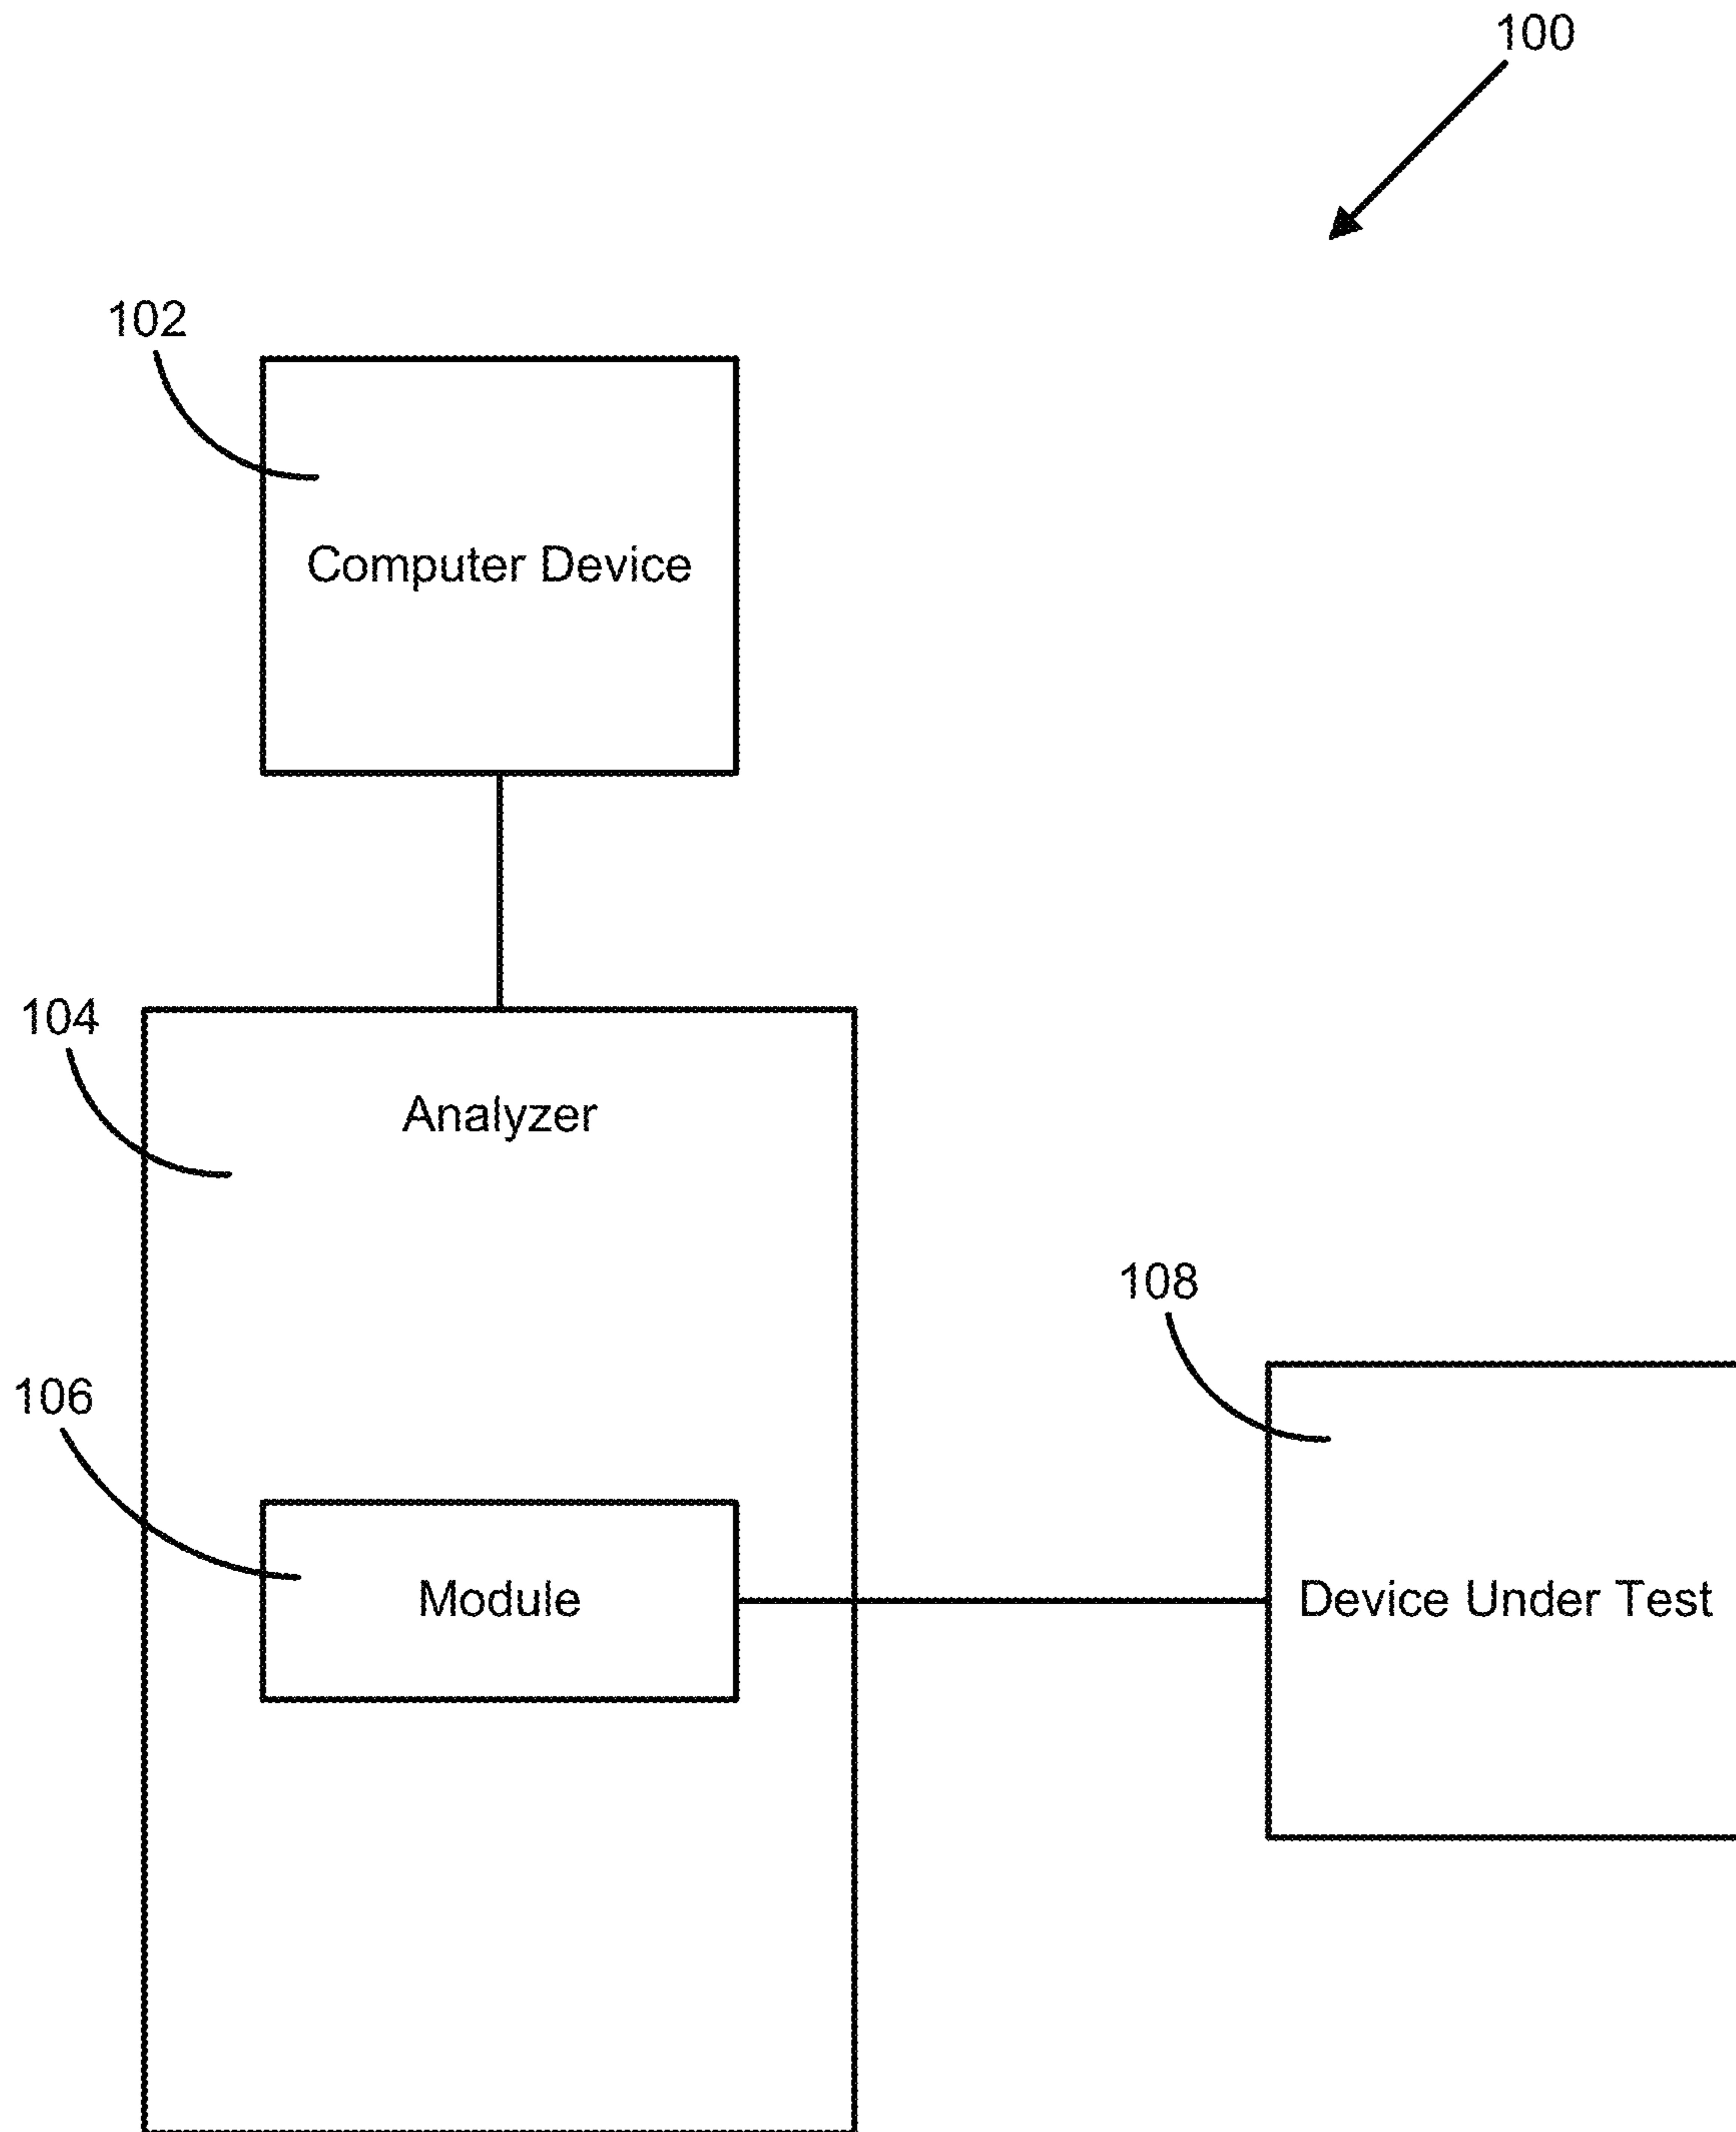 100
102
Computer Device
104
Analyzer
108
106
Module
Device Under Test